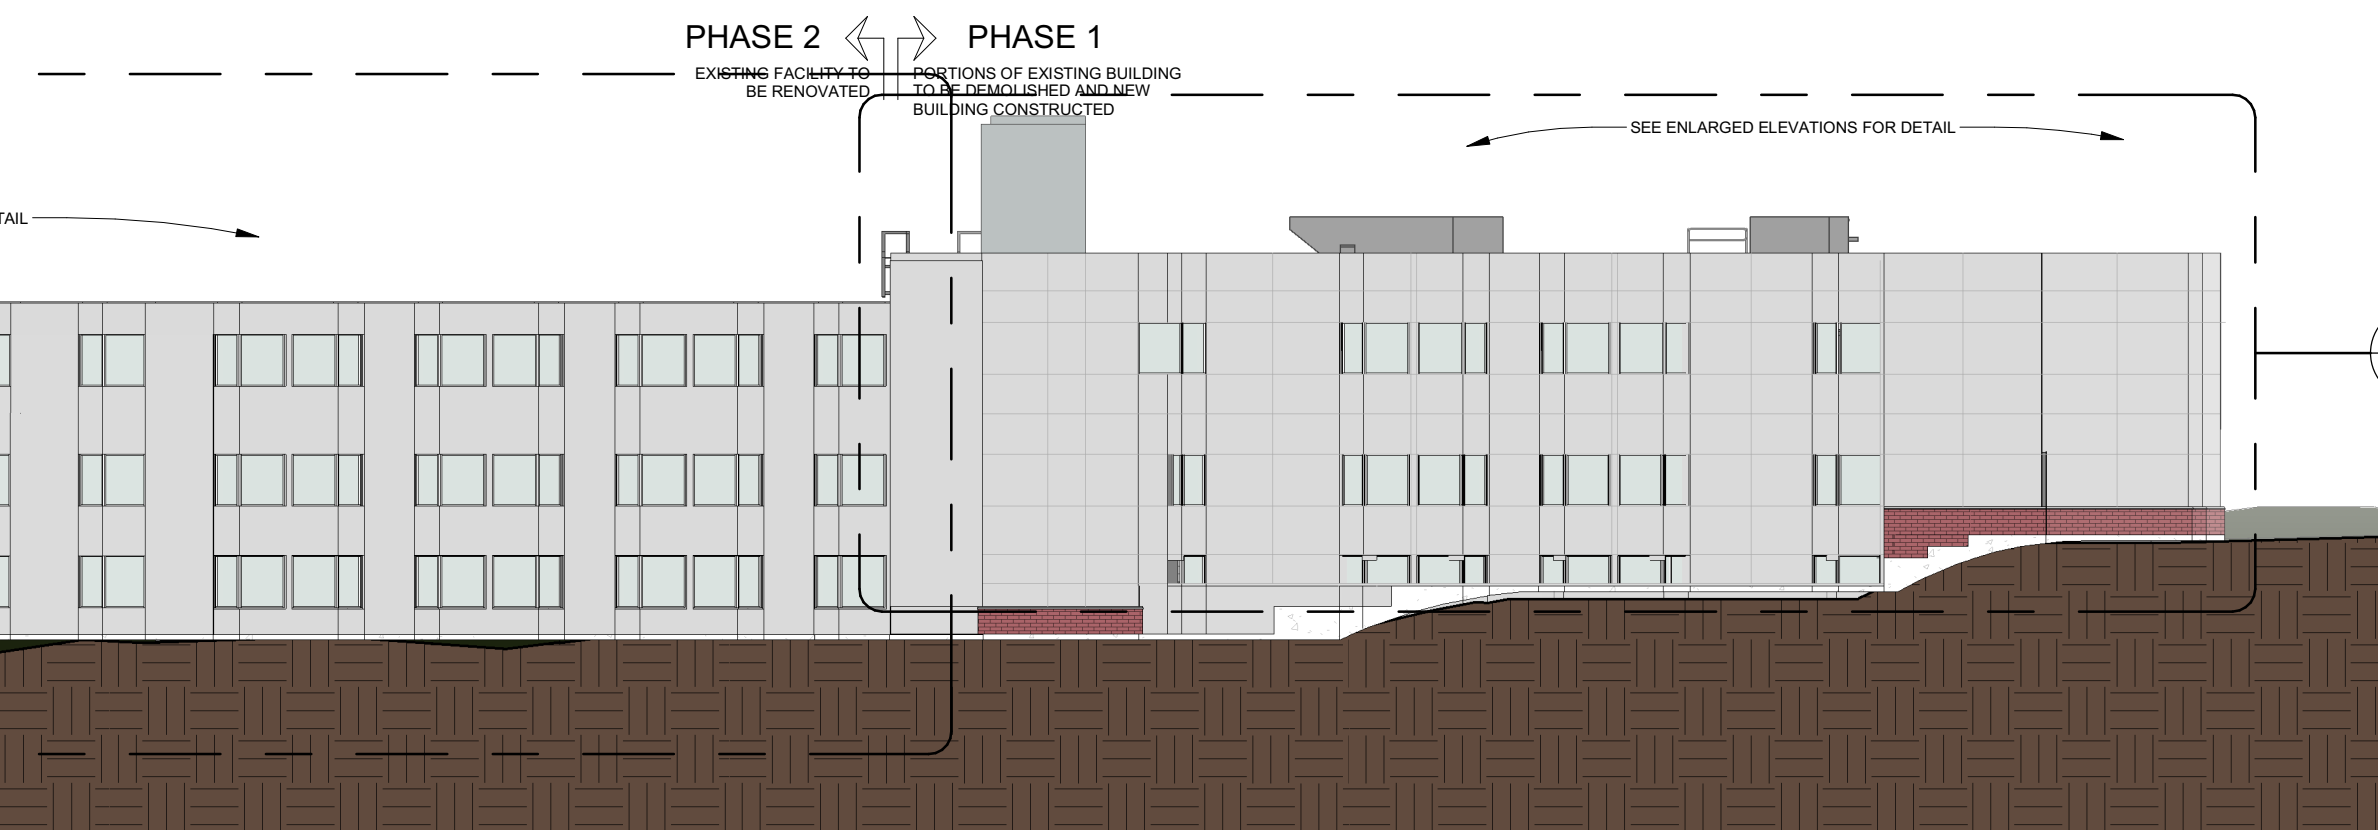 PHASE 2
PHASE 1
EXISTING FACILITY TO
BE RENOVATED
PORTIONS OF EXISTING BUILDING
TO BE DEMOLISHED AND NEW
BUILDING CONSTRUCTED
SEE ENLARGED ELEVATIONS FOR DETAIL
TAIL